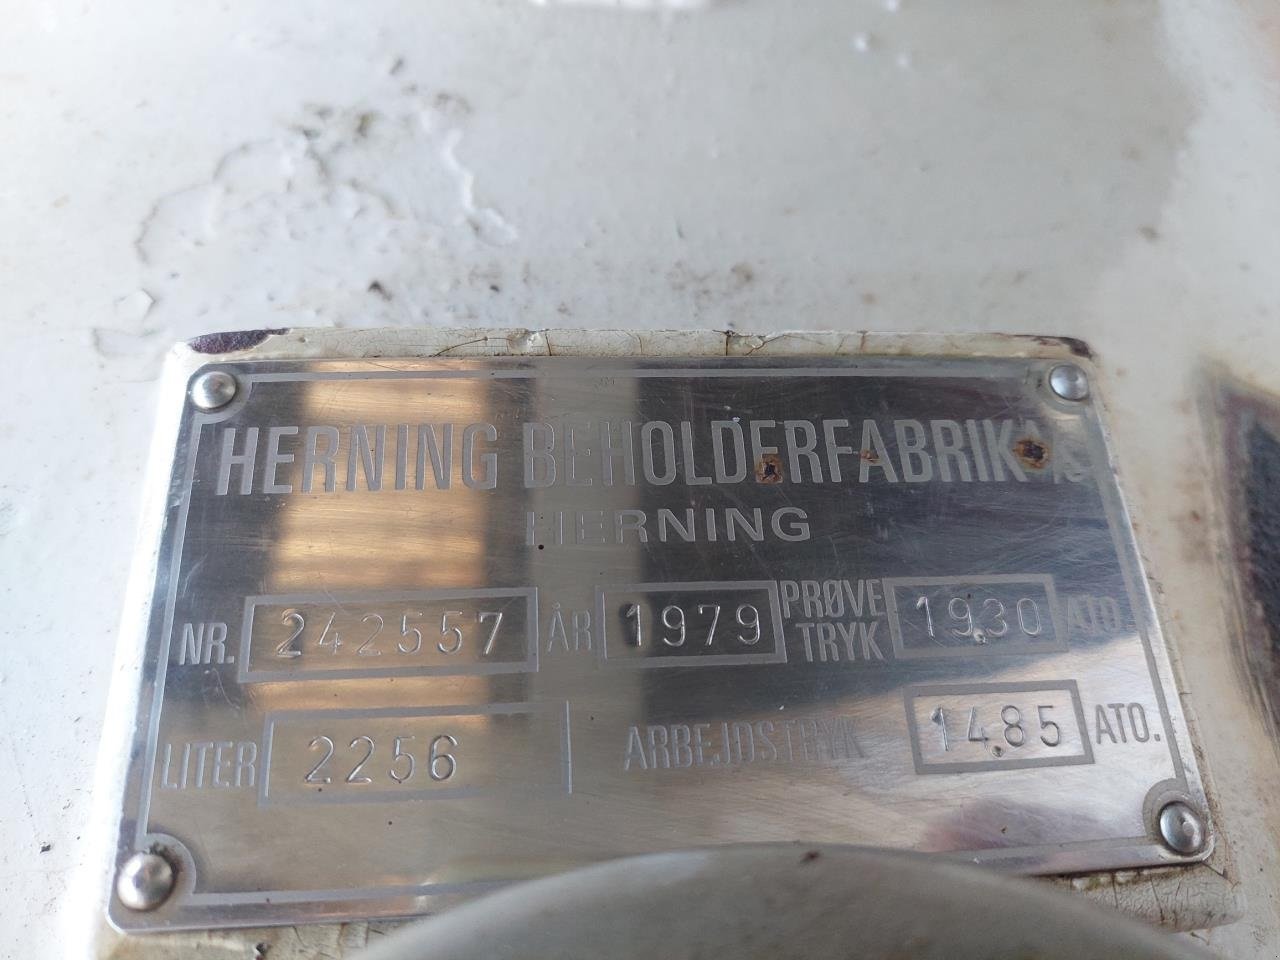 HERNING BEHOLDERFABRIK A/S
HERNING
NR. 242557 ÅR 1979 PRØVE TRYK 19.30 ATO.
LITER 2256 ARBEJDSTRYK 14.85 ATO.